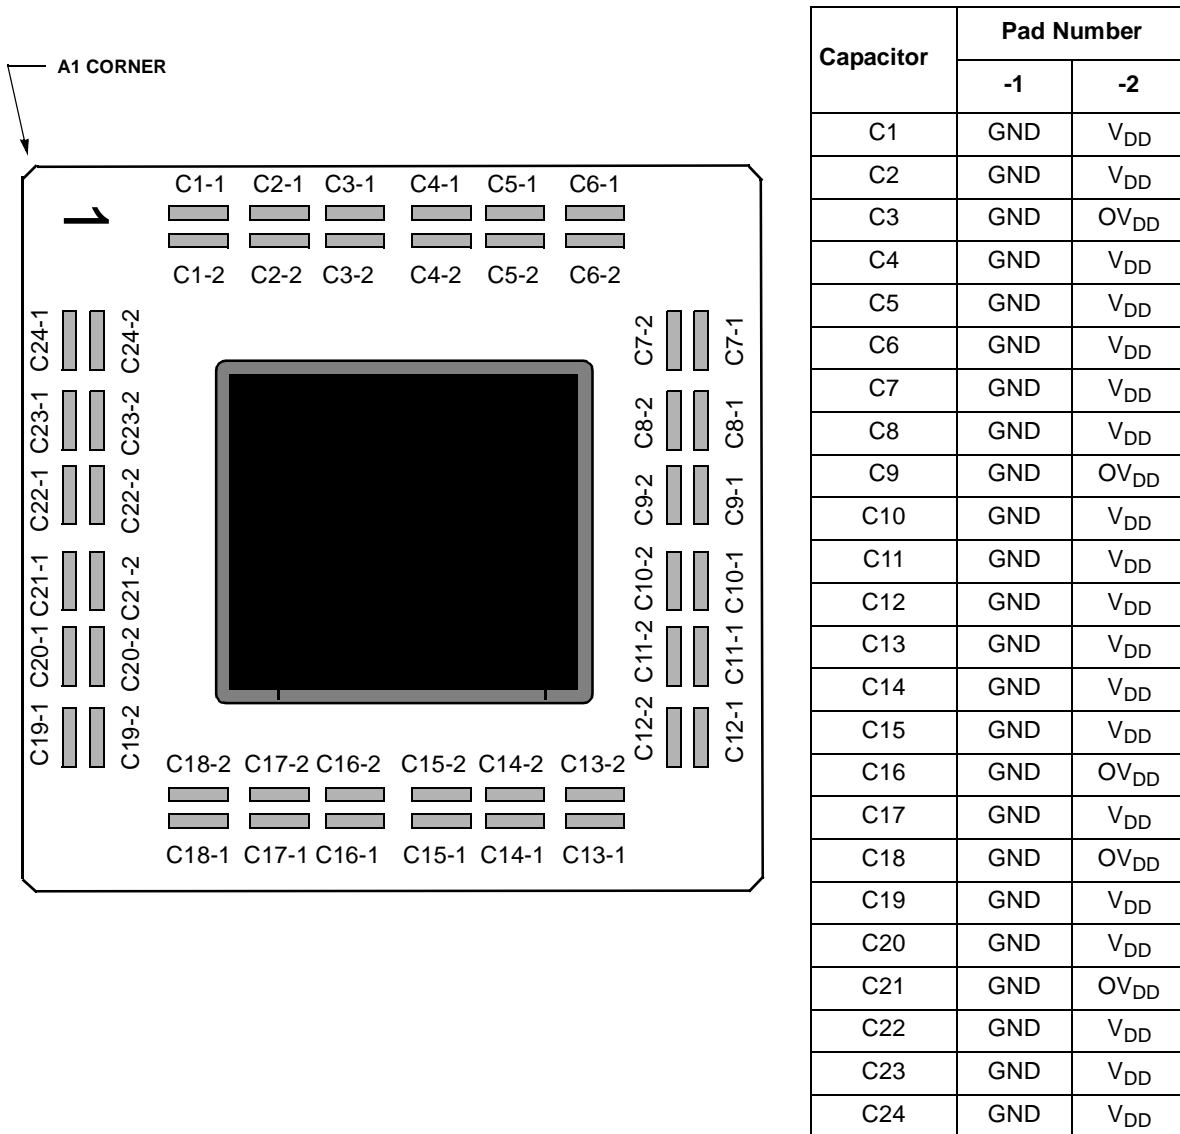 A1 CORNER
1
C1-1 C2-1 C3-1 C4-1 C5-1 C6-1
C1-2 C2-2 C3-2 C4-2 C5-2 C6-2
C24-1 C24-2 C7-2 C7-1
C23-1 C23-2 C8-2 C8-1
C22-1 C22-2 C9-2 C9-1
C21-1 C21-2 C10-2 C10-1
C20-1 C20-2 C11-2 C11-1
C19-1 C19-2 C12-2 C12-1
C18-2 C17-2 C16-2 C15-2 C14-2 C13-2
C18-1 C17-1 C16-1 C15-1 C14-1 C13-1
Capacitor Pad Number
-1 -2
C1 GND VDD
C2 GND VDD
C3 GND OVDD
C4 GND VDD
C5 GND VDD
C6 GND VDD
C7 GND VDD
C8 GND VDD
C9 GND OVDD
C10 GND VDD
C11 GND VDD
C12 GND VDD
C13 GND VDD
C14 GND VDD
C15 GND VDD
C16 GND OVDD
C17 GND VDD
C18 GND OVDD
C19 GND VDD
C20 GND VDD
C21 GND OVDD
C22 GND VDD
C23 GND VDD
C24 GND VDD